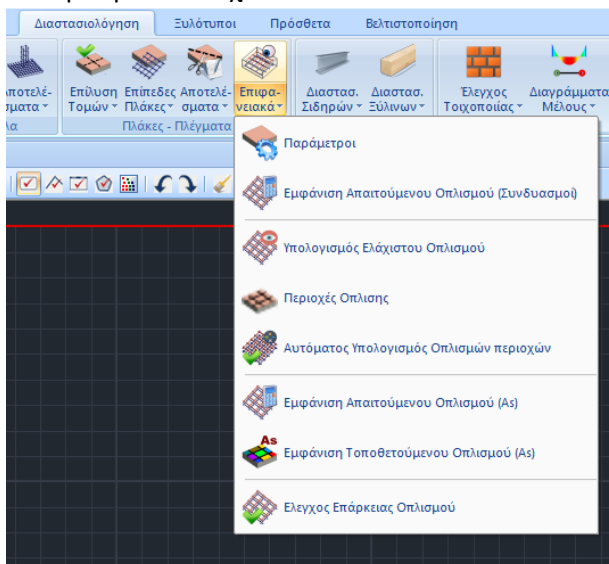 Διαστασιολόγηση Ξυλότυποι Πρόσθετα Βελτιστοποίηση
Αποτελέ- Επίλυση Επίπεδες Αποτελέ- Επιφα- Διαστασ. Διαστασ. Έλεγχος Διαγράμματα
σματα Τομών Πλάκες σματα νειακά Σιδηρών Ξύλινων Τοιχοποιίας Μέλους
λα Πλάκες - Πλέγματα
Παράμετροι
Εμφάνιση Απαιτούμενου Οπλισμού (Συνδυασμοί)
Υπολογισμός Ελάχιστου Οπλισμού
Περιοχές Οπλισης
Αυτόματος Υπολογισμός Οπλισμών περιοχών
Εμφάνιση Απαιτούμενου Οπλισμού (As)
As
Εμφάνιση Τοποθετούμενου Οπλισμού (As)
Ελεγχος Επάρκειας Οπλισμού